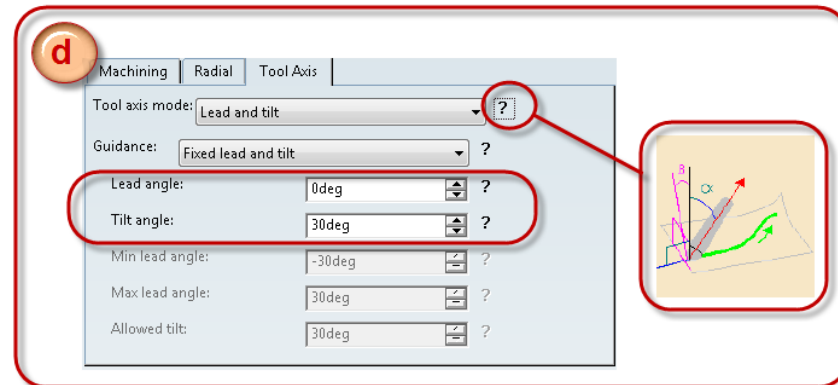 d
Machining Radial Tool Axis
Tool axis mode: Lead and tilt ?
Guidance: Fixed lead and tilt ?
Lead angle: 0deg ?
Tilt angle: 30deg ?
Min lead angle: -30deg ?
Max lead angle: 30deg ?
Allowed tilt: 30deg ?
B α